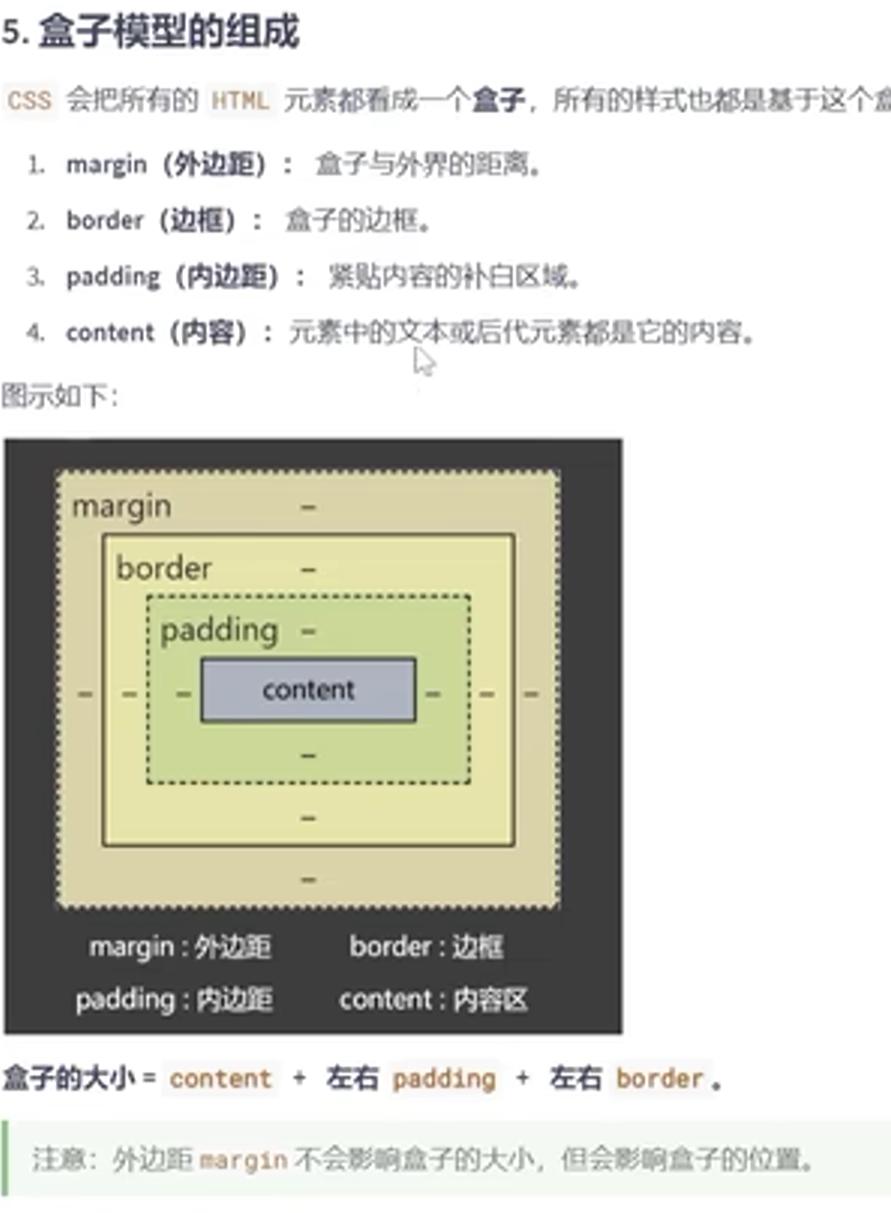 5. 盒子模型的组成
CSS 会把所有的 HTML 元素都看成一个盒子，所有的样式也都是基于这个
1. margin（外边距）： 盒子与外界的距离。
2. border（边框）： 盒子的边框。
3. padding（内边距）： 紧贴内容的补白区域。
4. content（内容）：元素中的文本或后代元素都是它的内容。
图示如下：
margin –
border –
padding –
– – – content – – –
–
–
–
margin : 外边距 border : 边框
padding : 内边距 content : 内容区
盒子的大小 = content + 左右 padding + 左右 border 。
注意：外边距 margin 不会影响盒子的大小，但会影响盒子的位置。